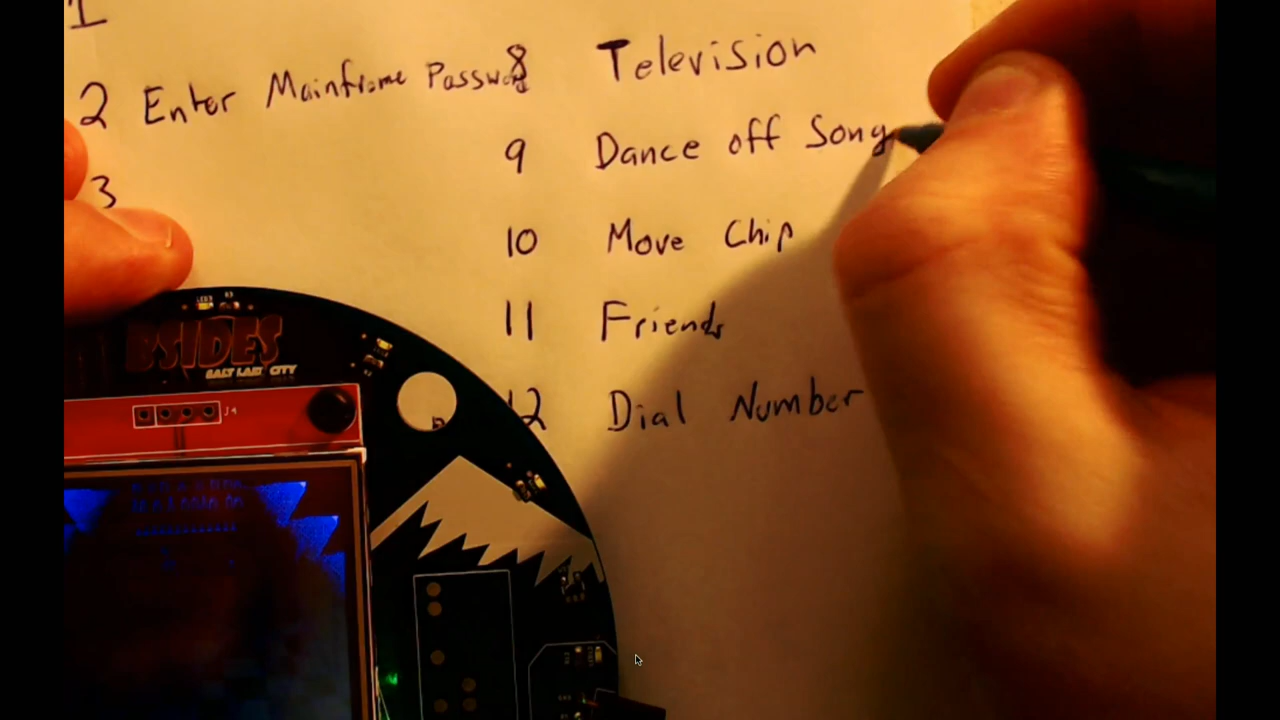 1
2 Enter Mainframe Password
3
8 Television
9 Dance off Song
10 Move Chip
11 Friends
12 Dial Number
BSIDES
SALT LAKE CITY
J4